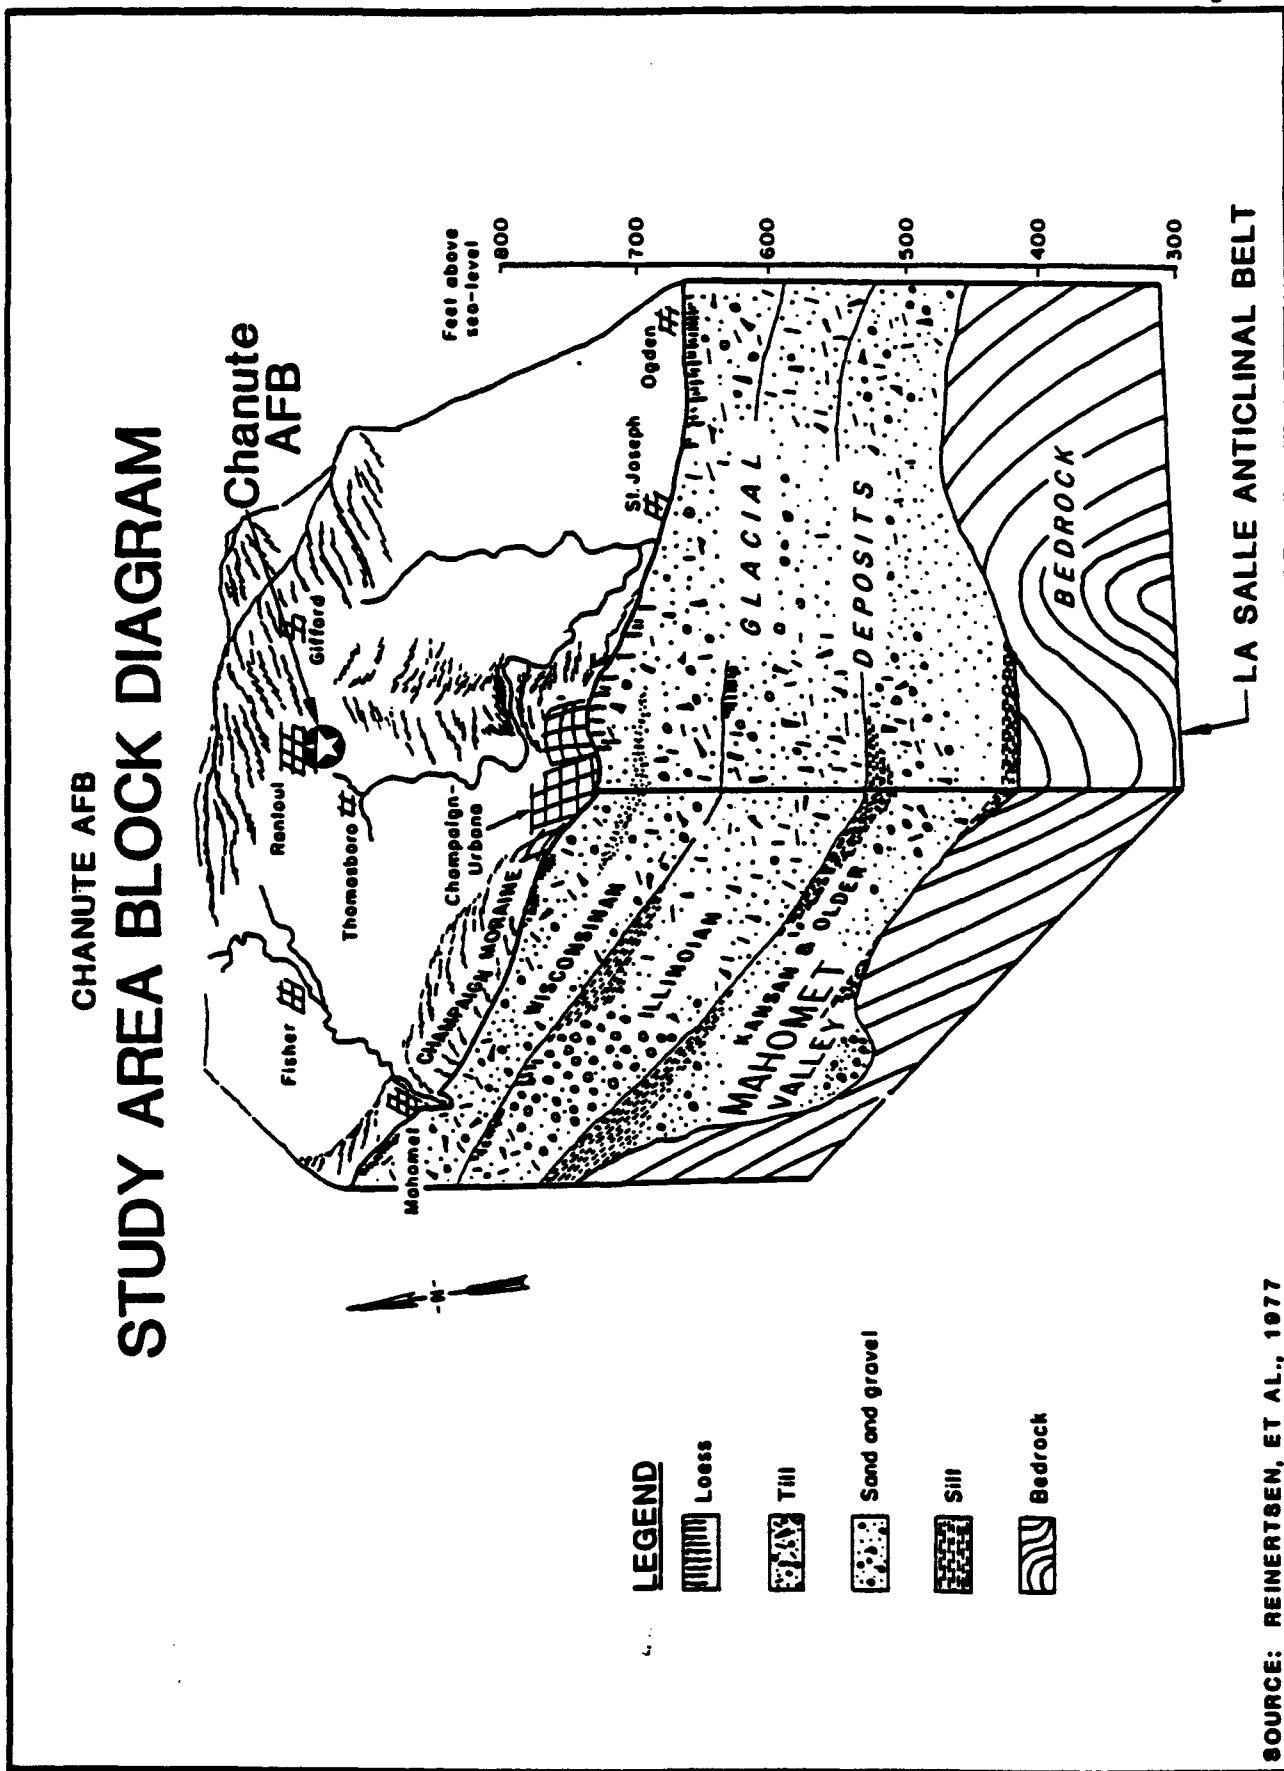 CHANUTE AFB
STUDY AREA BLOCK DIAGRAM
Chanute
AFB
Gifford
Rantoul
Thomasboro
Fisher
Champaign-
Urbana
Mahomet
CHAMPAIGN MORAINE
St. Joseph
Ogden
Feet above
sea-level
800
700
600
500
400
300
WISCONSINAN
ILLINOIAN
KANSAN & OLDER
MAHOMET
VALLEY
GLACIAL
DEPOSITS
BEDROCK
LA SALLE ANTICLINAL BELT
-N-
LEGEND
Loess
Till
Sand and gravel
Silt
Bedrock
SOURCE: REINERTSEN, ET AL., 1977